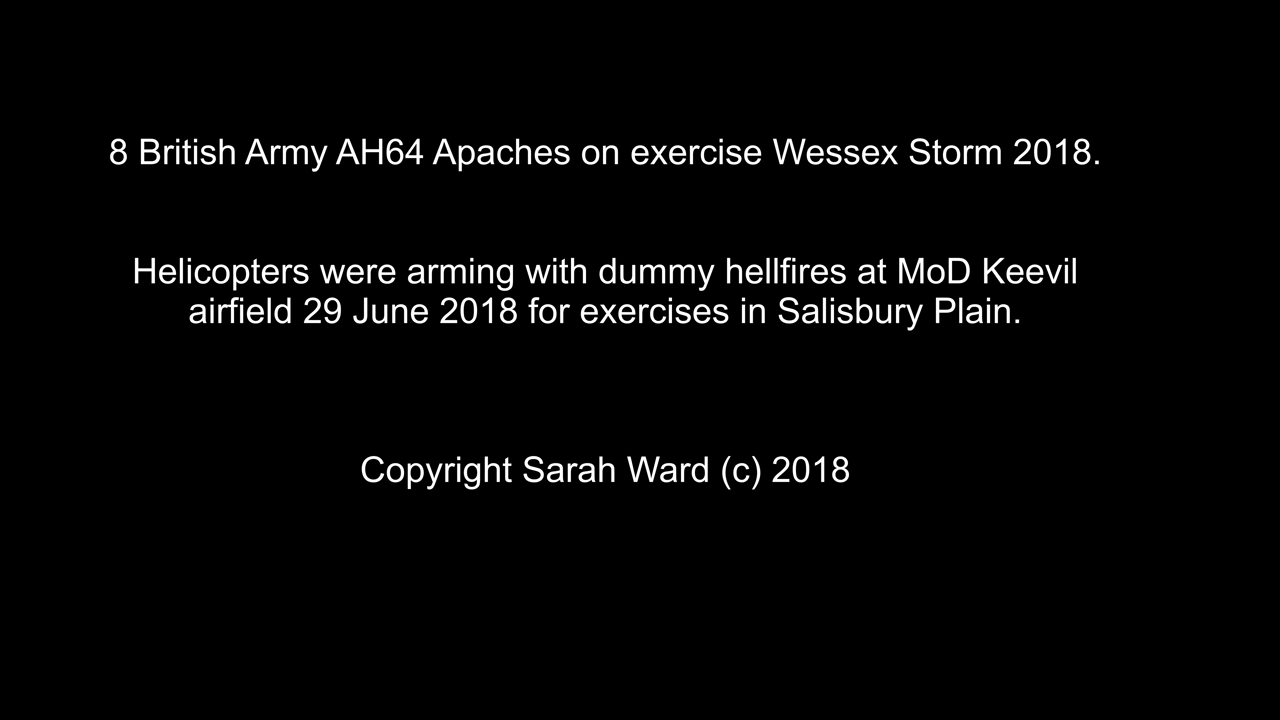 8 British Army AH64 Apaches on exercise Wessex Storm 2018.
Helicopters were arming with dummy hellfires at MoD Keevil
airfield 29 June 2018 for exercises in Salisbury Plain.
Copyright Sarah Ward (c) 2018